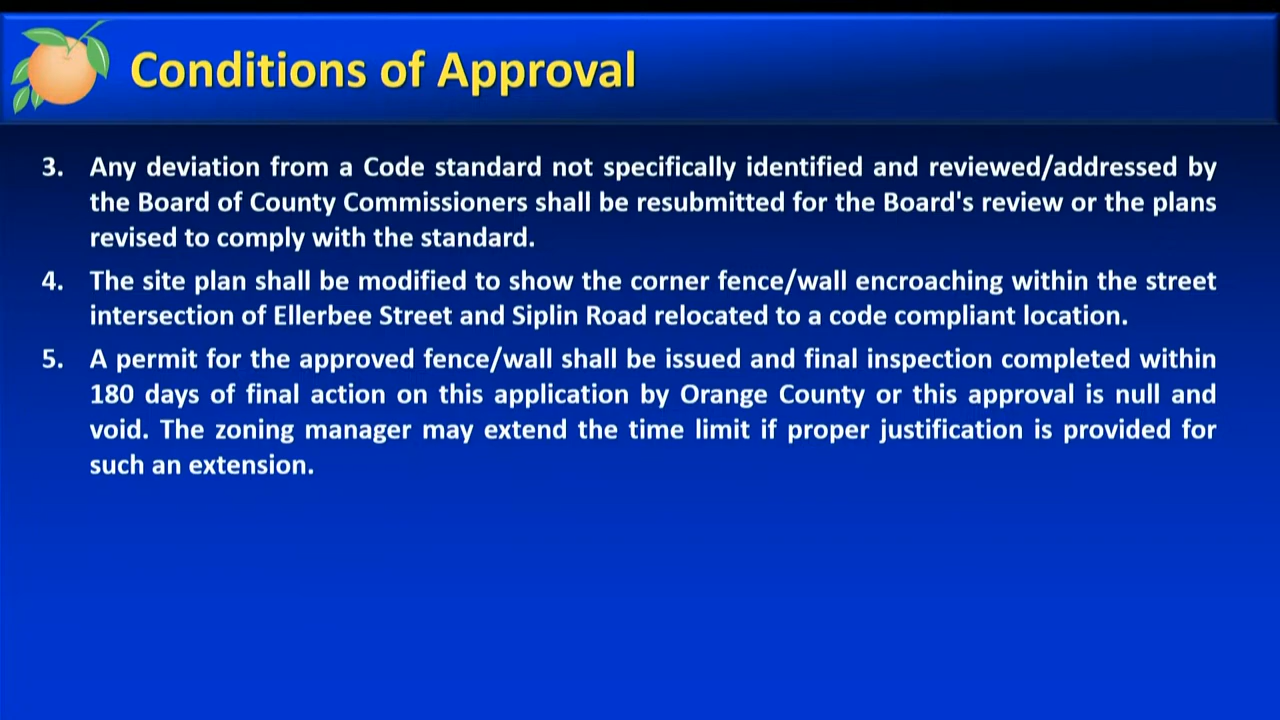 Conditions of Approval
3. Any deviation from a Code standard not specifically identified and reviewed/addressed by
the Board of County Commissioners shall be resubmitted for the Board's review or the plans
revised to comply with the standard.
4. The site plan shall be modified to show the corner fence/wall encroaching within the street
intersection of Ellerbee Street and Siplin Road relocated to a code compliant location.
5. A permit for the approved fence/wall shall be issued and final inspection completed within
180 days of final action on this application by Orange County or this approval is null and
void. The zoning manager may extend the time limit if proper justification is provided for
such an extension.